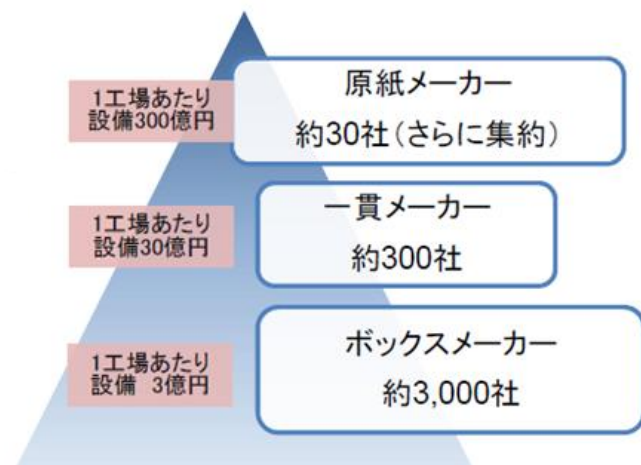 1工場あたり
設備300億円
原紙メーカー
約30社(さらに集約)
1工場あたり
設備30億円
一貫メーカー
約300社
1工場あたり
設備 3億円
ボックスメーカー
約3,000社